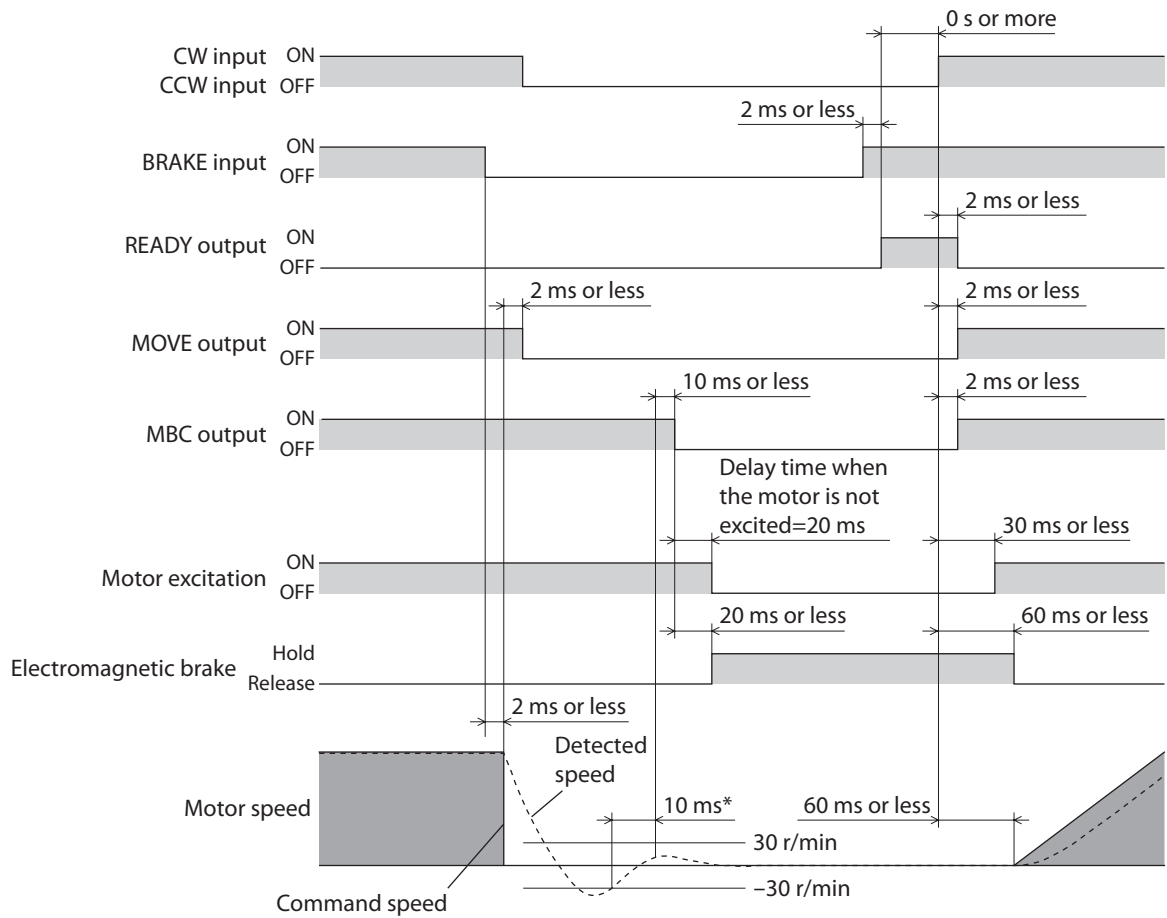 0 s or more
CW input
CCW input
ON
OFF
2 ms or less
BRAKE input
ON
OFF
2 ms or less
READY output
ON
OFF
2 ms or less
2 ms or less
MOVE output
ON
OFF
10 ms or less
2 ms or less
MBC output
ON
OFF
Delay time when
the motor is not
excited=20 ms
30 ms or less
Motor excitation
ON
OFF
20 ms or less
60 ms or less
Electromagnetic brake
Hold
Release
2 ms or less
Detected
speed
Motor speed
10 ms*
60 ms or less
30 r/min
–30 r/min
Command speed